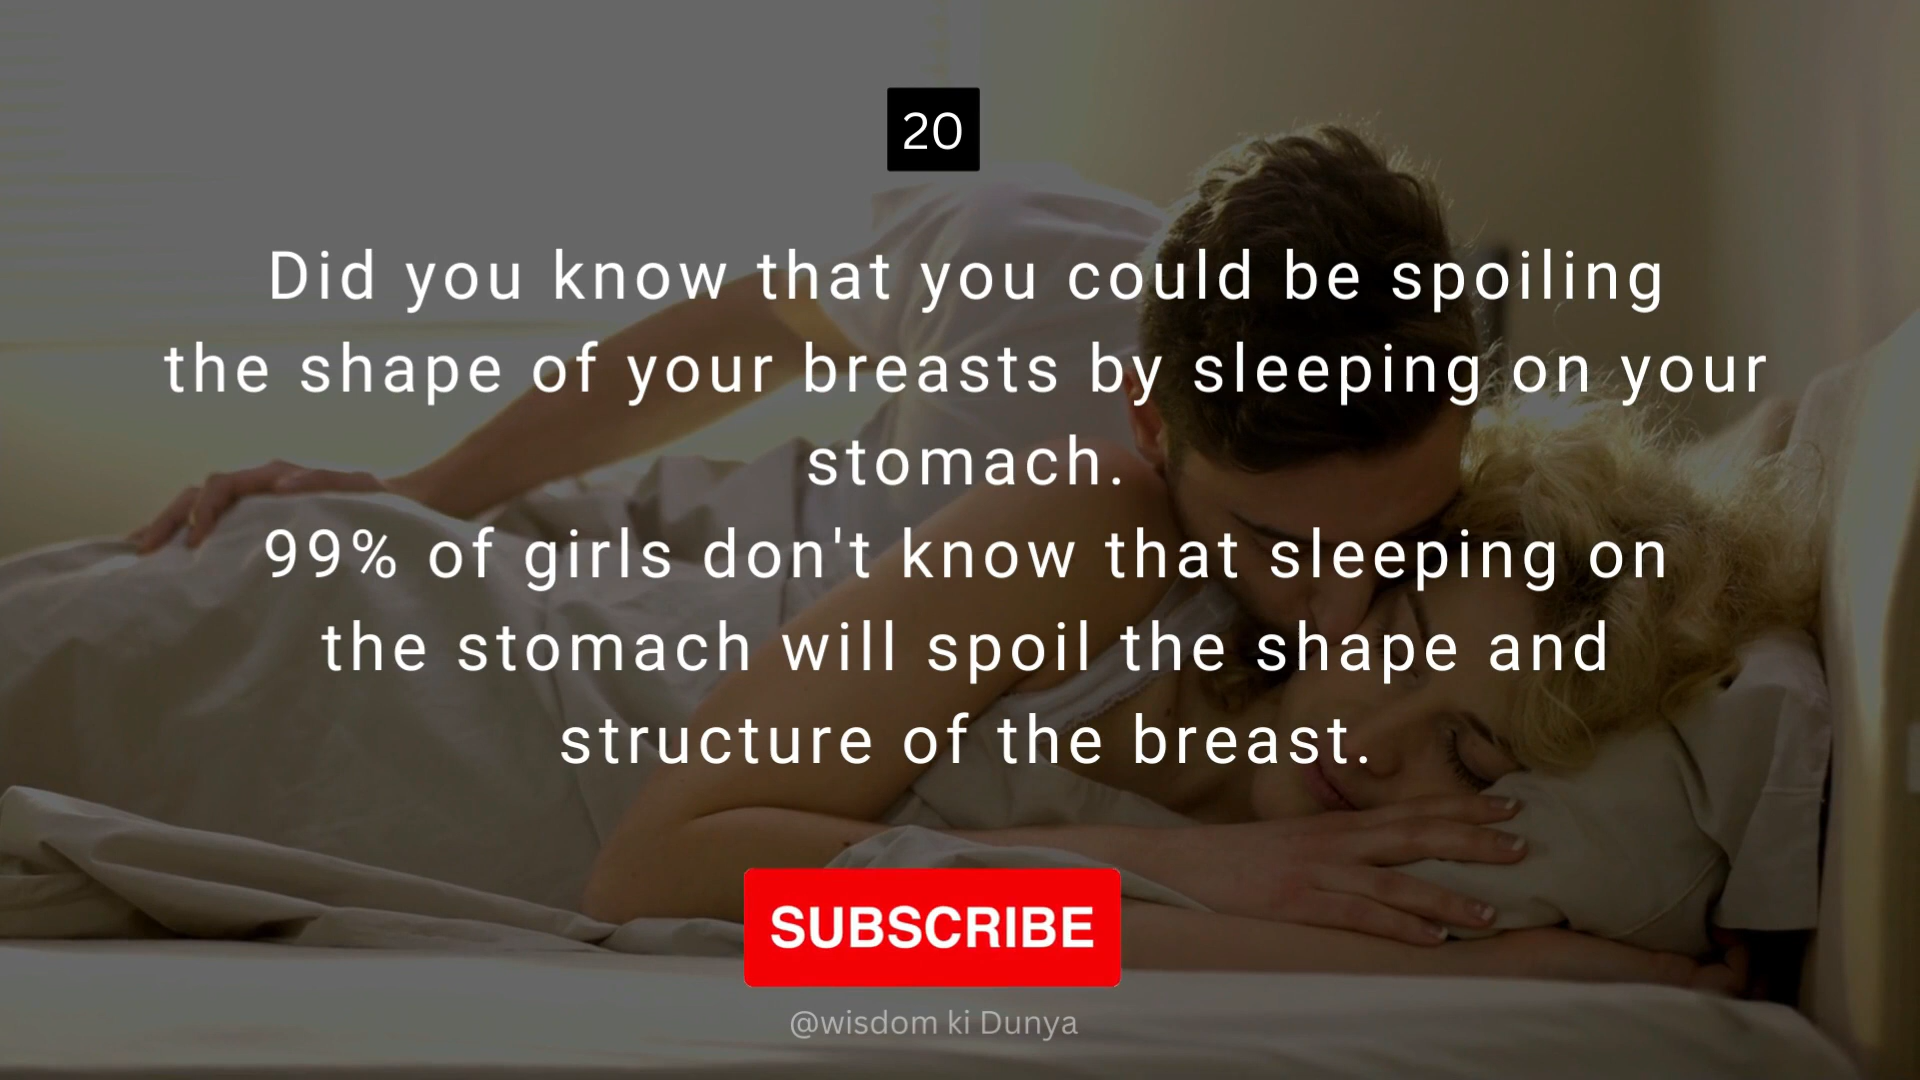 20
Did you know that you could be spoiling
the shape of your breasts by sleeping on your
stomach.
99% of girls don't know that sleeping on
the stomach will spoil the shape and
structure of the breast.
SUBSCRIBE
@wisdom ki Dunya